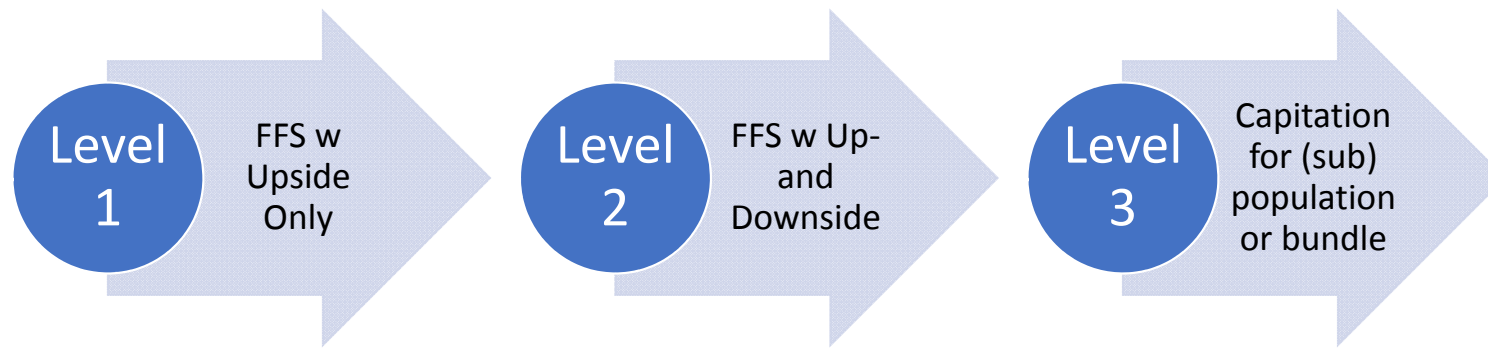 Level
1
FFS w
Upside
Only
Level
2
FFS w Up-
and
Downside
Level
3
Capitation
for (sub)
population
or bundle